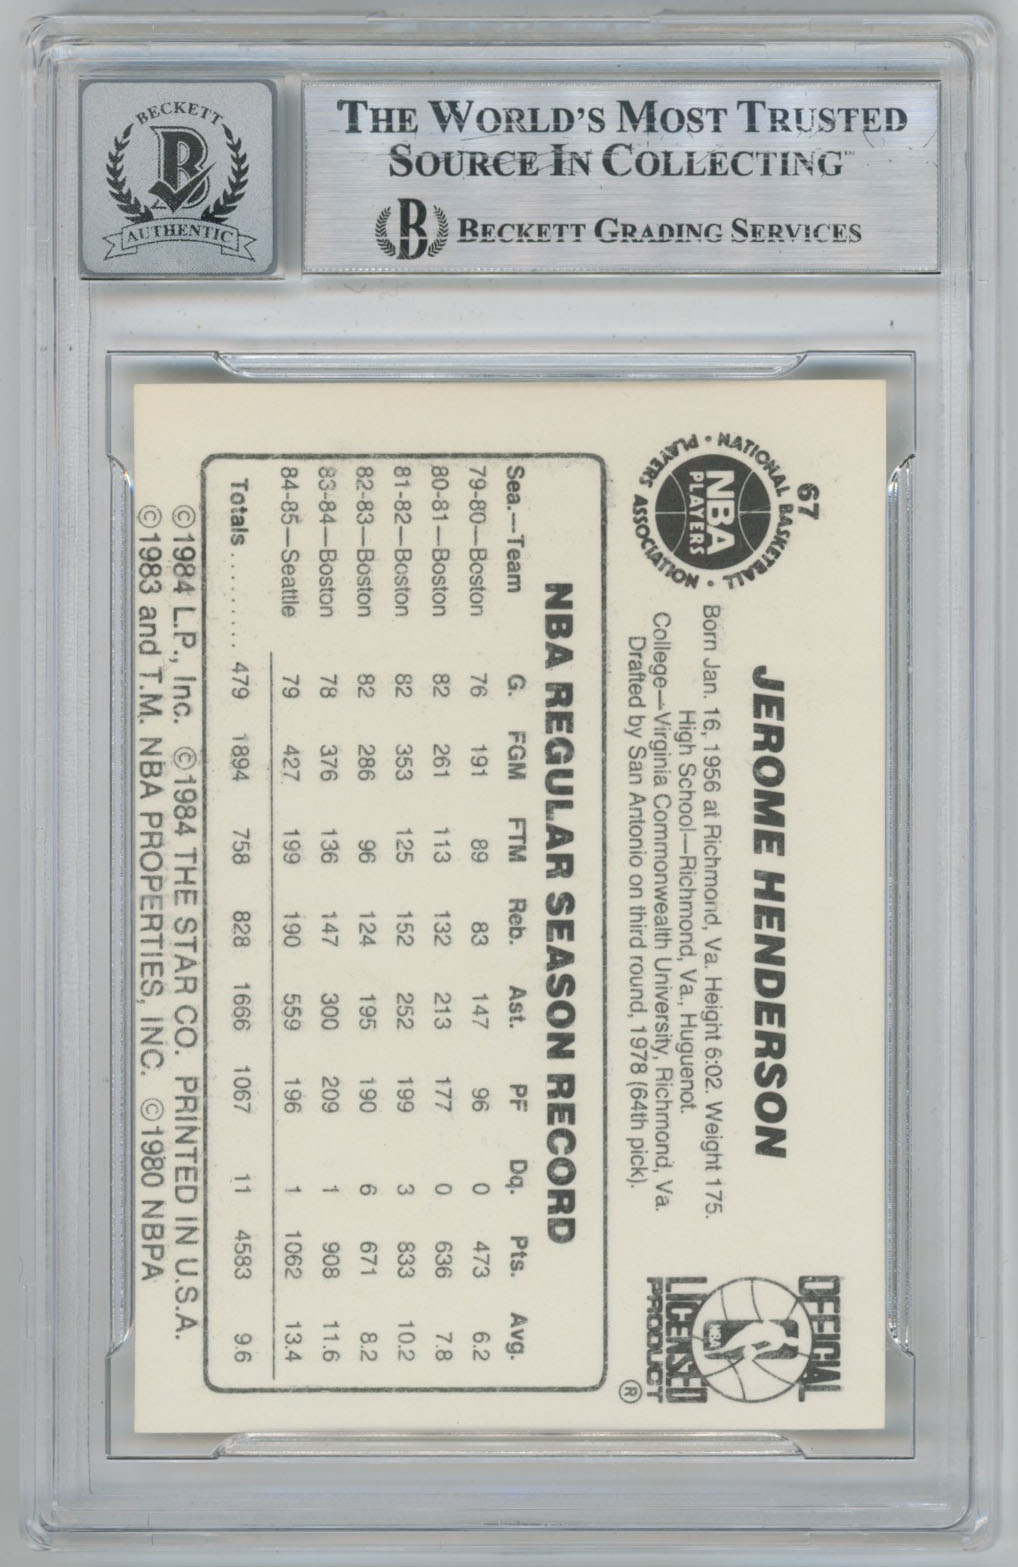 BECKETT
B
AUTHENTIC
THE WORLD'S MOST TRUSTED
SOURCE IN COLLECTING™
B BECKETT GRADING SERVICES
67
NATIONAL BASKETBALL PLAYERS ASSOCIATION
NBA
PLAYERS
JEROME HENDERSON
Born Jan. 16, 1956 at Richmond, Va. Height 6:02. Weight 175.
High School—Richmond, Va., Huguenot.
College—Virginia Commonwealth University, Richmond, Va.
Drafted by San Antonio on third round, 1978 (64th pick).
OFFICIAL
NBA
LICENSED
PRODUCT
®
NBA REGULAR SEASON RECORD
Sea.—Team G. FGM FTM Reb. Ast. PF Dq. Pts. Avg.
79-80—Boston 76 191 89 83 147 96 0 473 6.2
80-81—Boston 82 261 113 132 213 177 0 636 7.8
81-82—Boston 82 353 125 152 252 199 3 833 10.2
82-83—Boston 82 286 96 124 195 190 6 671 8.2
83-84—Boston 78 376 136 147 300 209 1 908 11.6
84-85—Seattle 79 427 199 190 559 196 1 1062 13.4
Totals........ 479 1894 758 828 1666 1067 11 4583 9.6
©1984 L.P., Inc. ©1984 THE STAR CO. PRINTED IN U.S.A.
©1983 and T.M. NBA PROPERTIES, INC. ©1980 NBPA